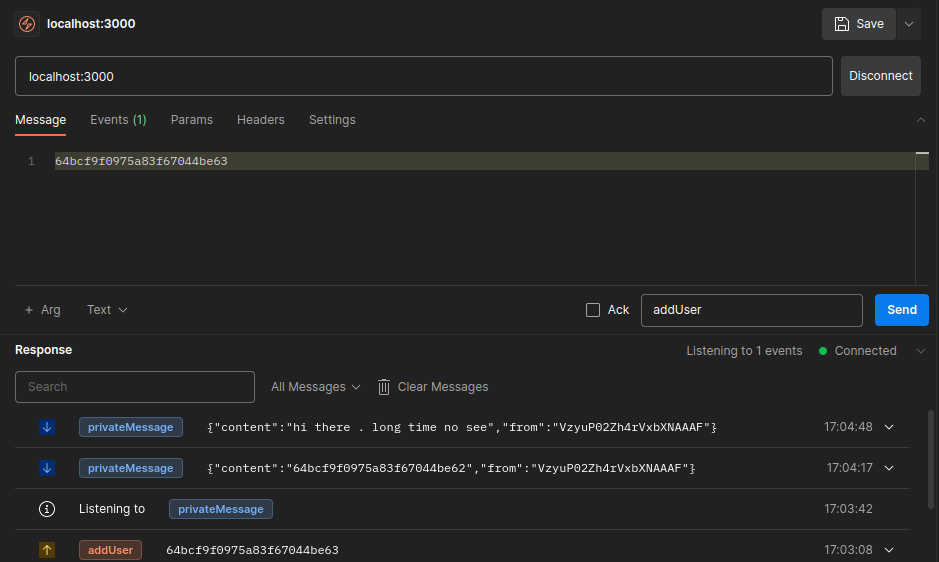 localhost:3000
Save
localhost:3000
Disconnect
Message Events (1) Params Headers Settings
1 64bcf9f0975a83f67044be63
+ Arg Text Ack addUser Send
Response Listening to 1 events Connected
Search All Messages Clear Messages
privateMessage {"content":"hi there . long time no see","from":"VzyuP02Zh4rVxbXNAAAF"} 17:04:48
privateMessage {"content":"64bcf9f0975a83f67044be62","from":"VzyuP02Zh4rVxbXNAAAF"} 17:04:17
Listening to privateMessage 17:03:42
addUser 64bcf9f0975a83f67044be63 17:03:08